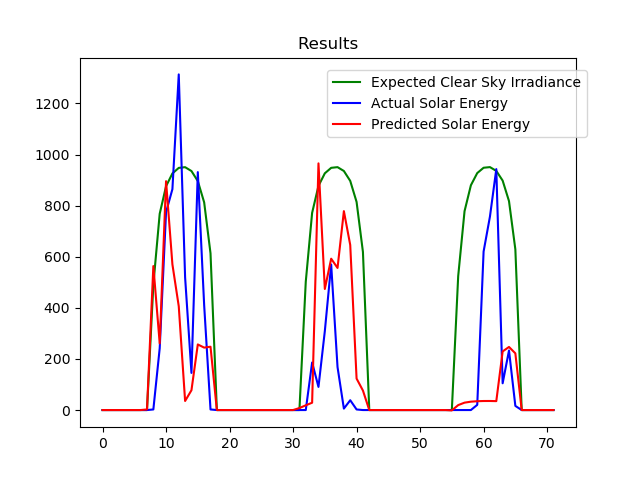 Results
Expected Clear Sky Irradiance
Actual Solar Energy
Predicted Solar Energy
1200
1000
800
600
400
200
0
0 10 20 30 40 50 60 70